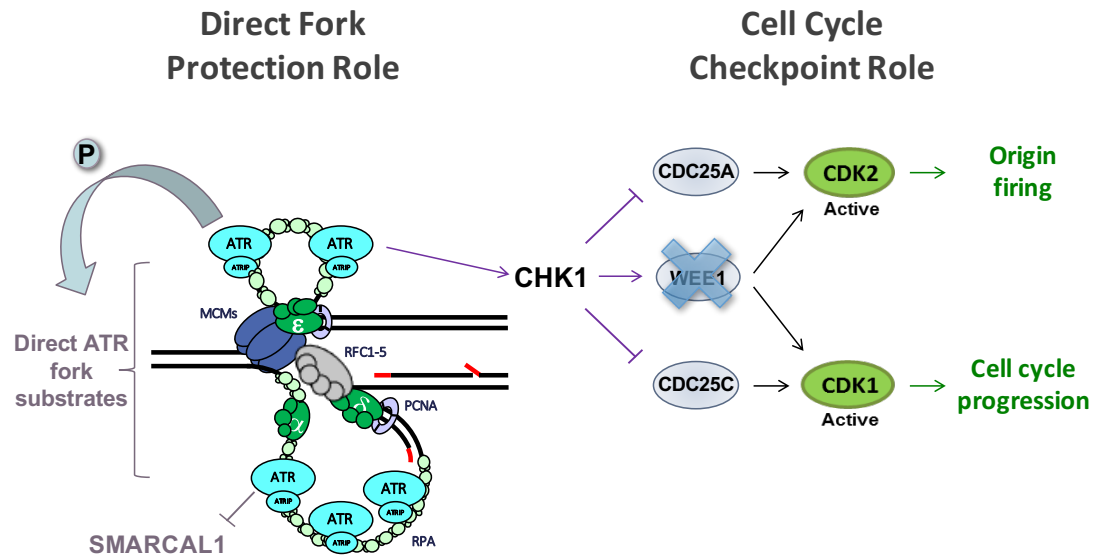 Direct Fork
Protection Role
Cell Cycle
Checkpoint Role
P
ATR
ATRIP
ATR
ATRIP
MCMs
ε
RFC1-5
Direct ATR
fork
substrates
PCNA
δ
α
ATR
ATRIP
ATR
ATRIP
ATR
ATRIP
RPA
SMARCAL1
CHK1
CDC25A
CDK2
Active
Origin
firing
WEE1
CDC25C
CDK1
Active
Cell cycle
progression